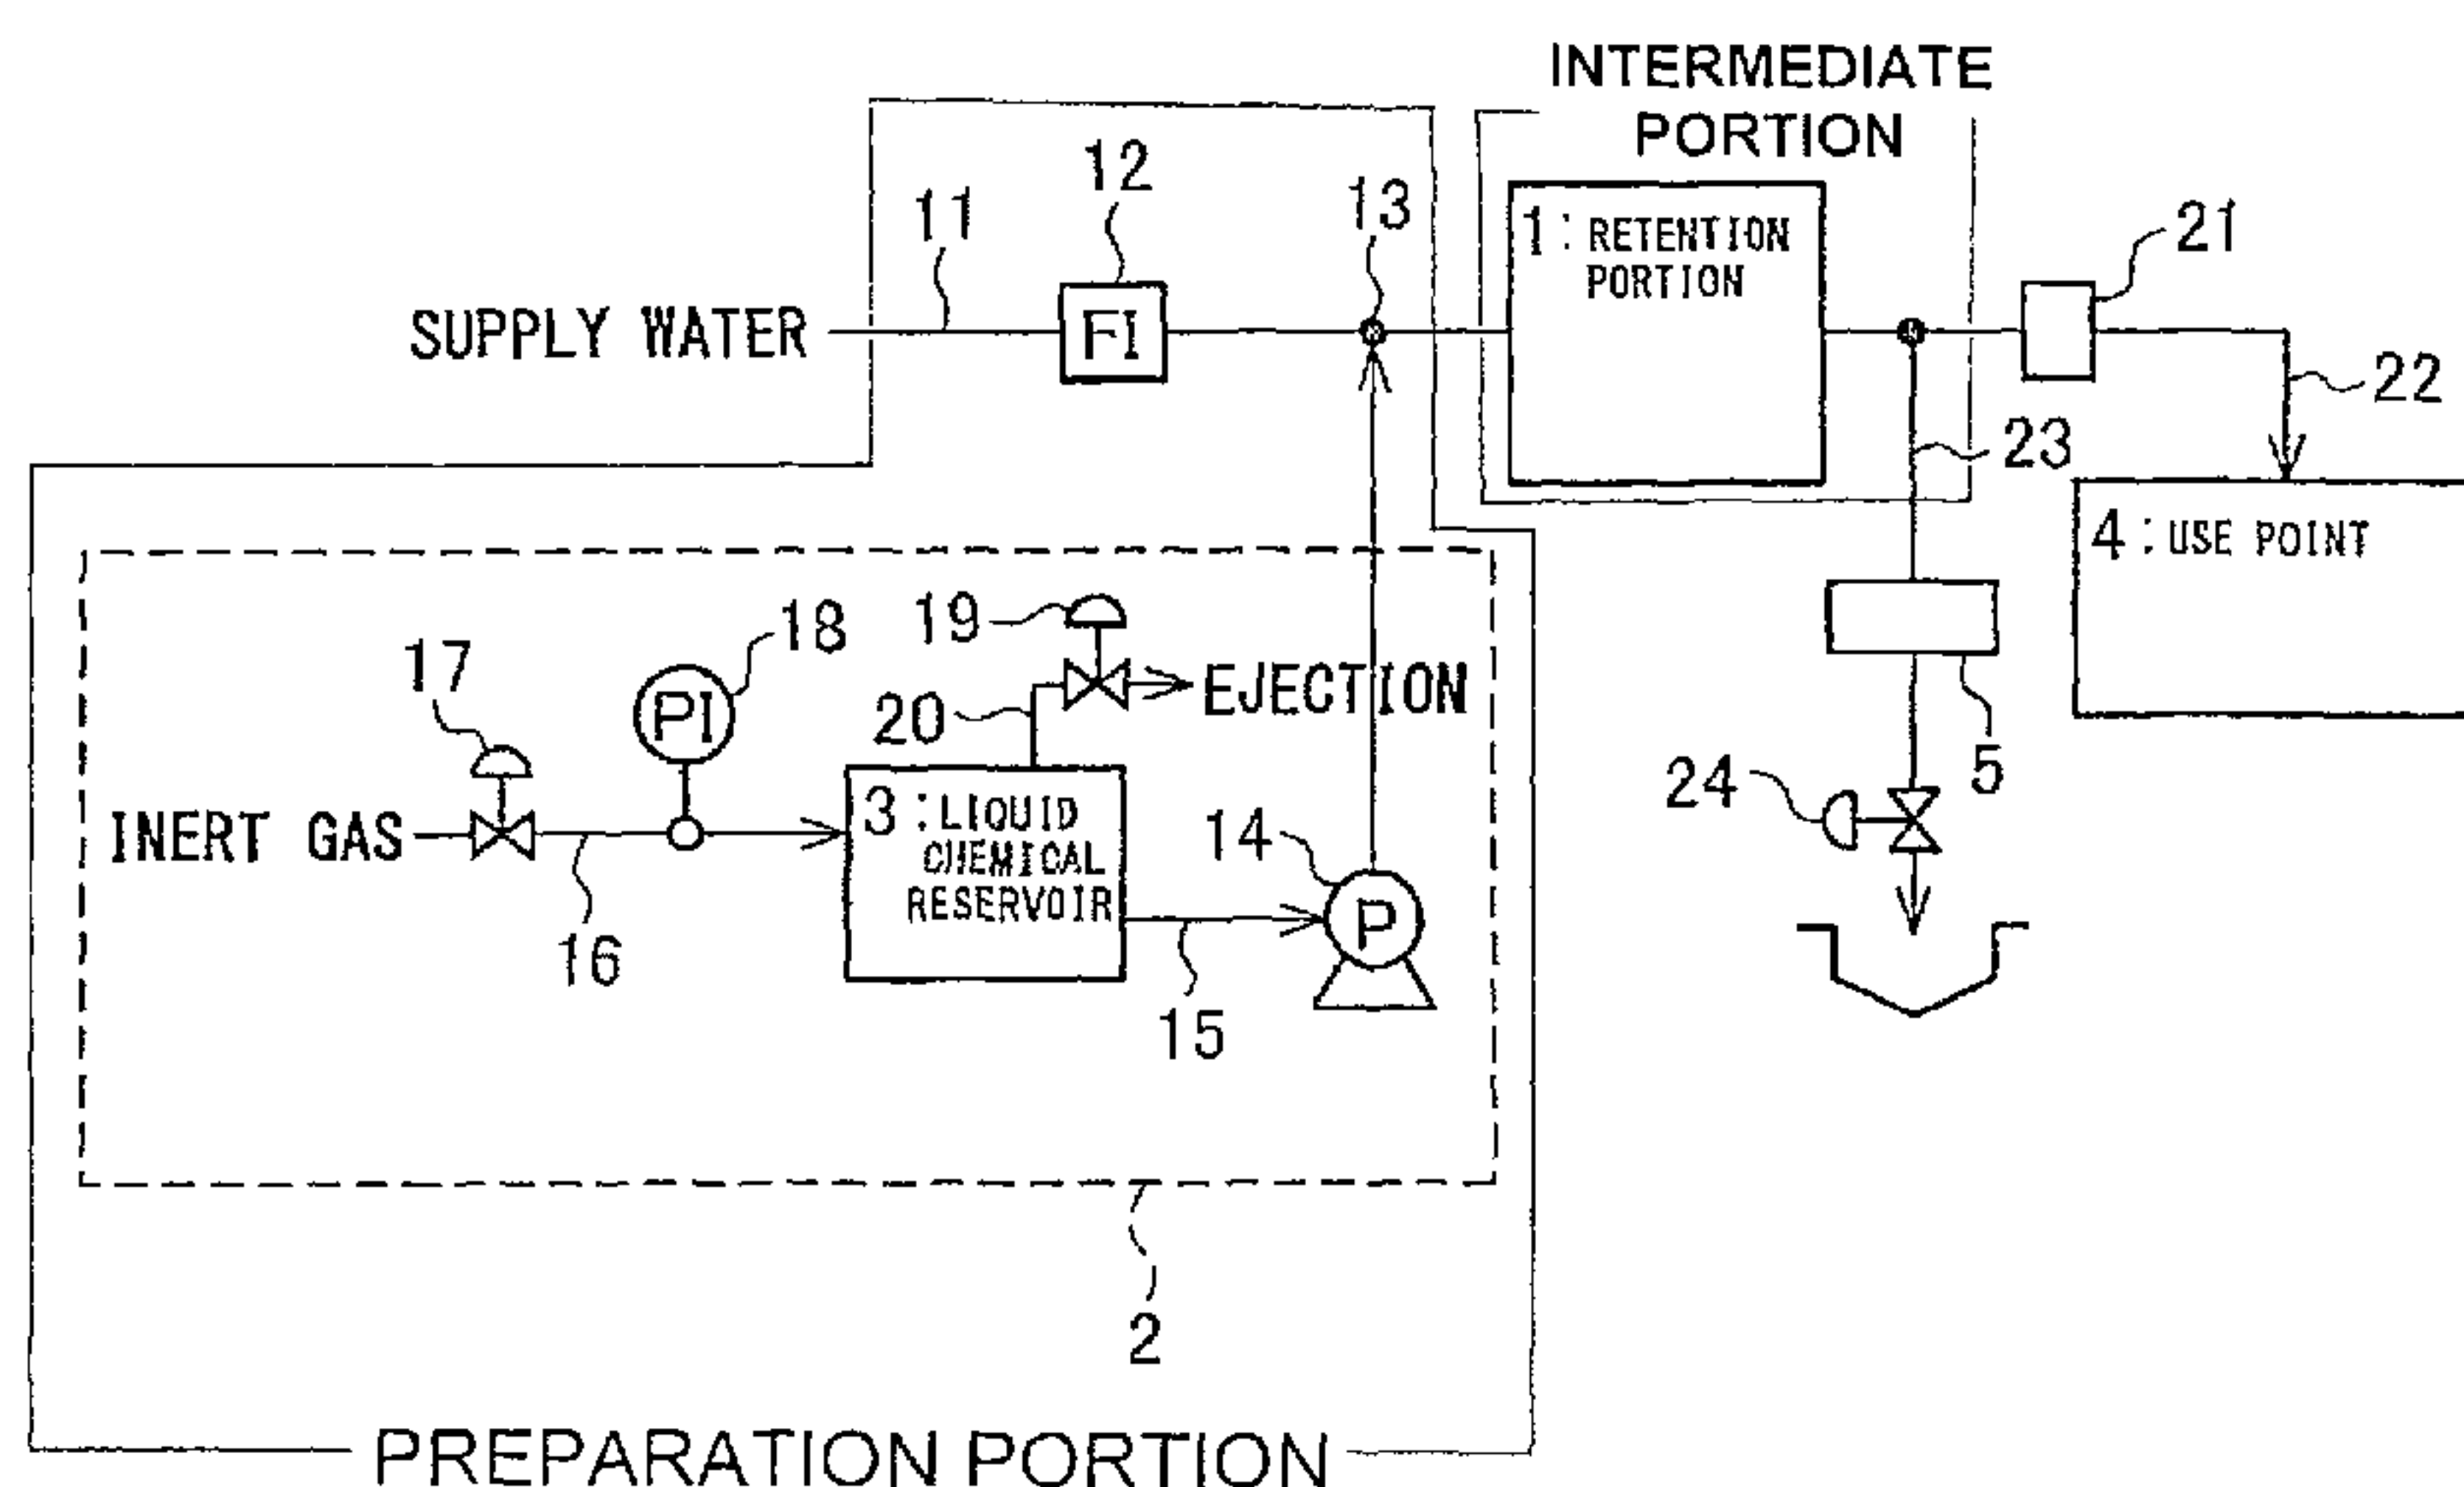 INTERMEDIATE
PORTION
12
11
13
1: RETENTION
PORTION
21
SUPPLY WATER
FI
22
23
4: USE POINT
18
19
17
PI
20
EJECTION
5
24
INERT GAS
3: LIQUID
CHEMICAL
RESERVOIR
14
P
16
15
2
PREPARATION PORTION